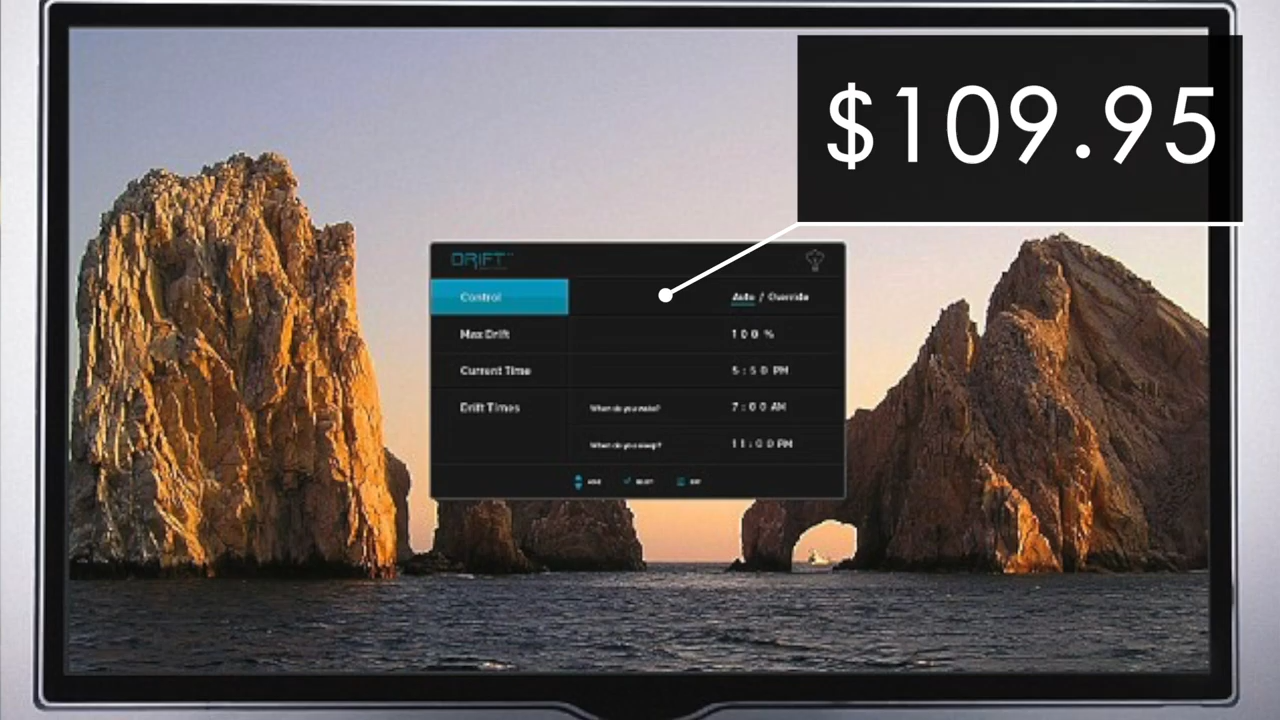 $109.95
DRIFT
Control
Auto / Override
Max Drift
100 %
Current Time
5:50 PM
Drift Times
When do you wake?
7:00 AM
When do you sleep?
11:00 PM